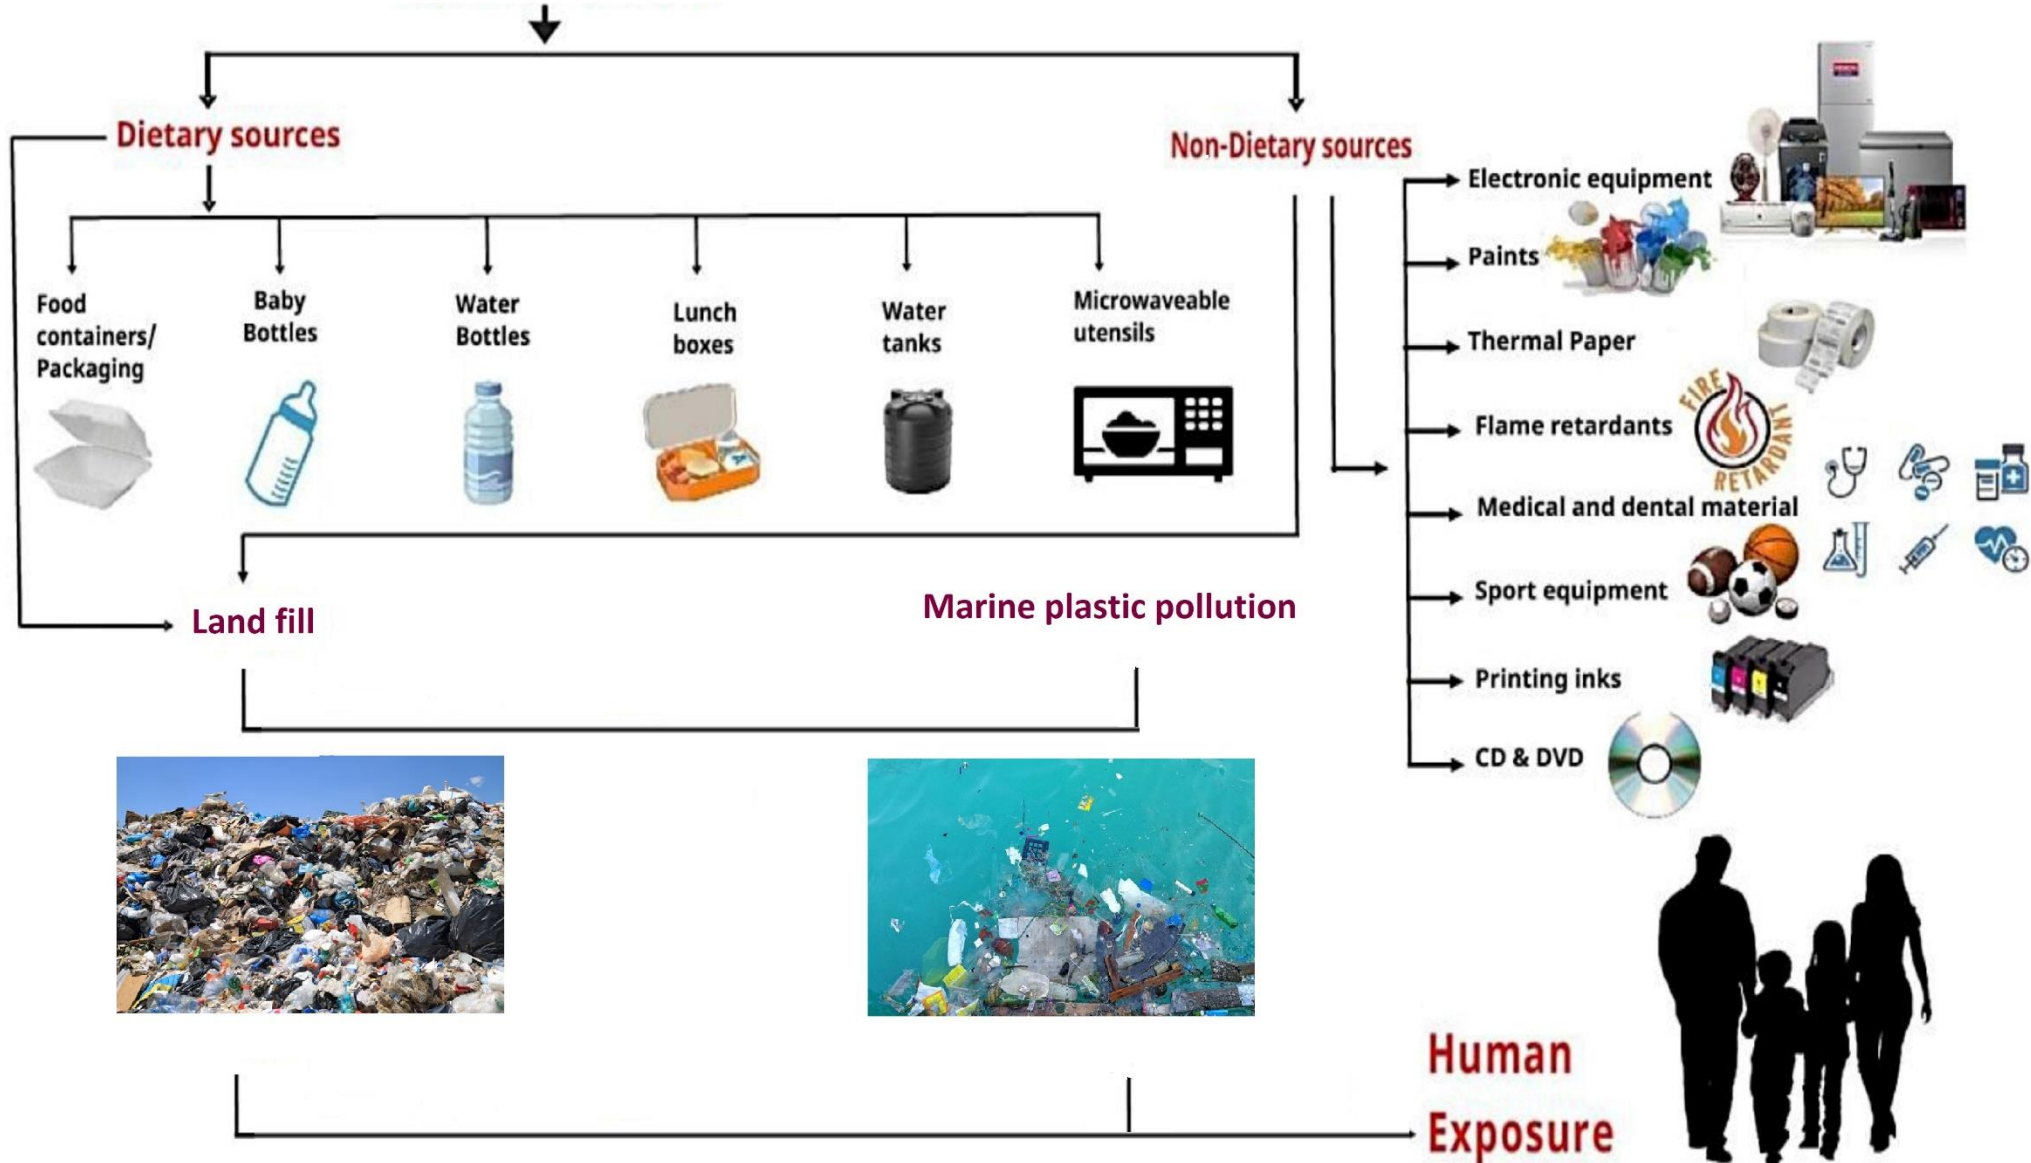 Dietary sources
Non-Dietary sources
Food
containers/
Packaging
Baby
Bottles
Water
Bottles
Lunch
boxes
Water
tanks
Microwaveable
utensils
Electronic equipment
Paints
Thermal Paper
Flame retardants
FIRE
RETARDANT
Medical and dental material
Sport equipment
Printing inks
CD & DVD
Land fill
Marine plastic pollution
Human
Exposure